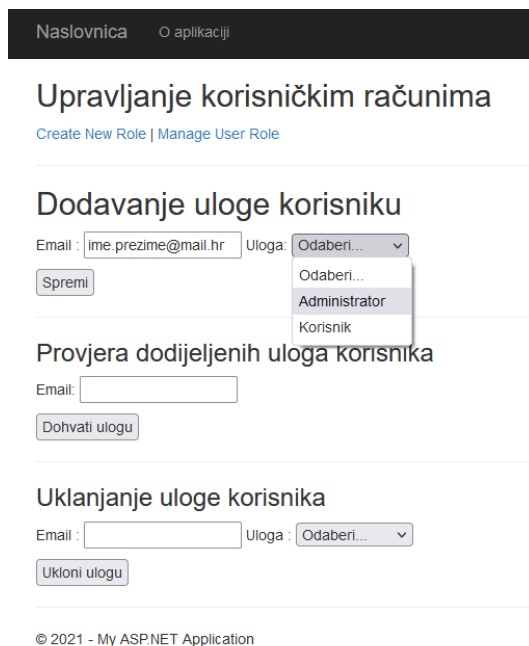 Naslovnica O aplikaciji
Upravljanje korisničkim računima
Create New Role | Manage User Role
Dodavanje uloge korisniku
Email : ime.prezime@mail.hr Uloga: Odaberi...
Spremi
Odaberi...
Administrator
Korisnik
Provjera dodijeljenih uloga korisnika
Email:
Dohvati ulogu
Uklanjanje uloge korisnika
Email : Uloga : Odaberi...
Ukloni ulogu
© 2021 - My ASP.NET Application